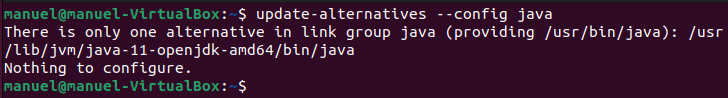 manuel@manuel-VirtualBox:~$ update-alternatives --config java
There is only one alternative in link group java (providing /usr/bin/java): /usr
/lib/jvm/java-11-openjdk-amd64/bin/java
Nothing to configure.
manuel@manuel-VirtualBox:~$